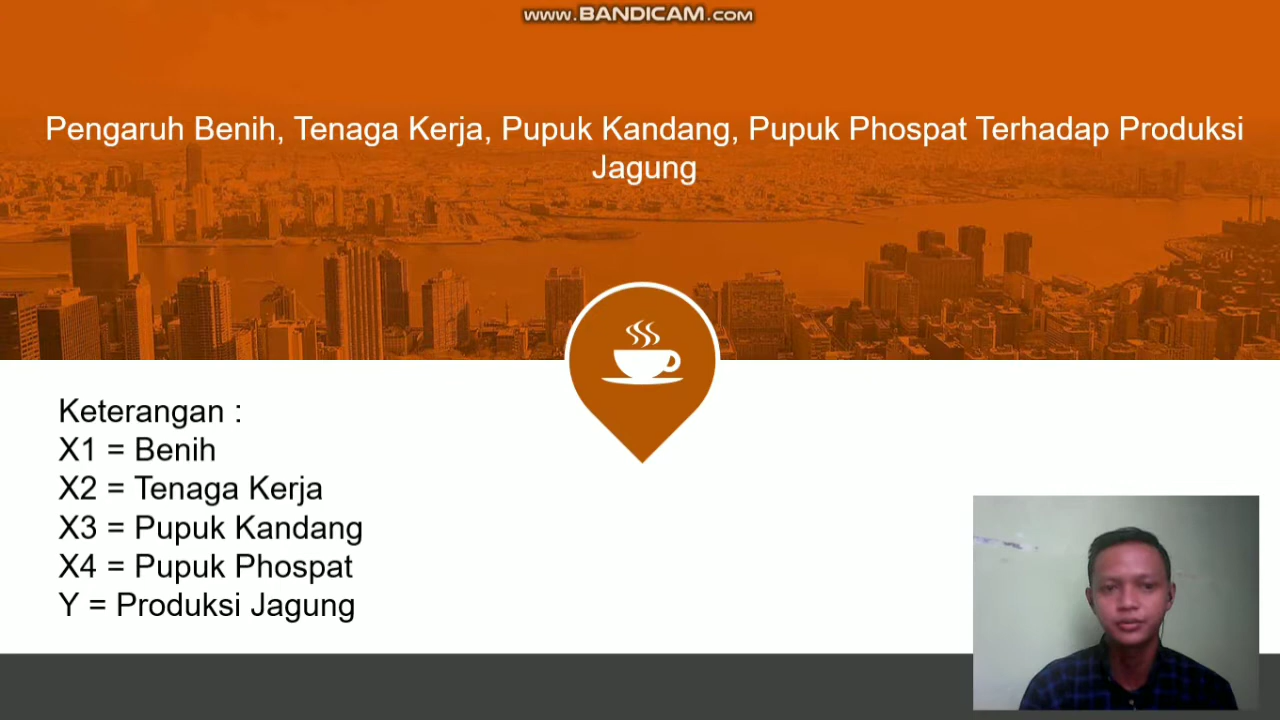 www.BANDICAM.com
Pengaruh Benih, Tenaga Kerja, Pupuk Kandang, Pupuk Phospat Terhadap Produksi
Jagung
Keterangan :
X1 = Benih
X2 = Tenaga Kerja
X3 = Pupuk Kandang
X4 = Pupuk Phospat
Y = Produksi Jagung